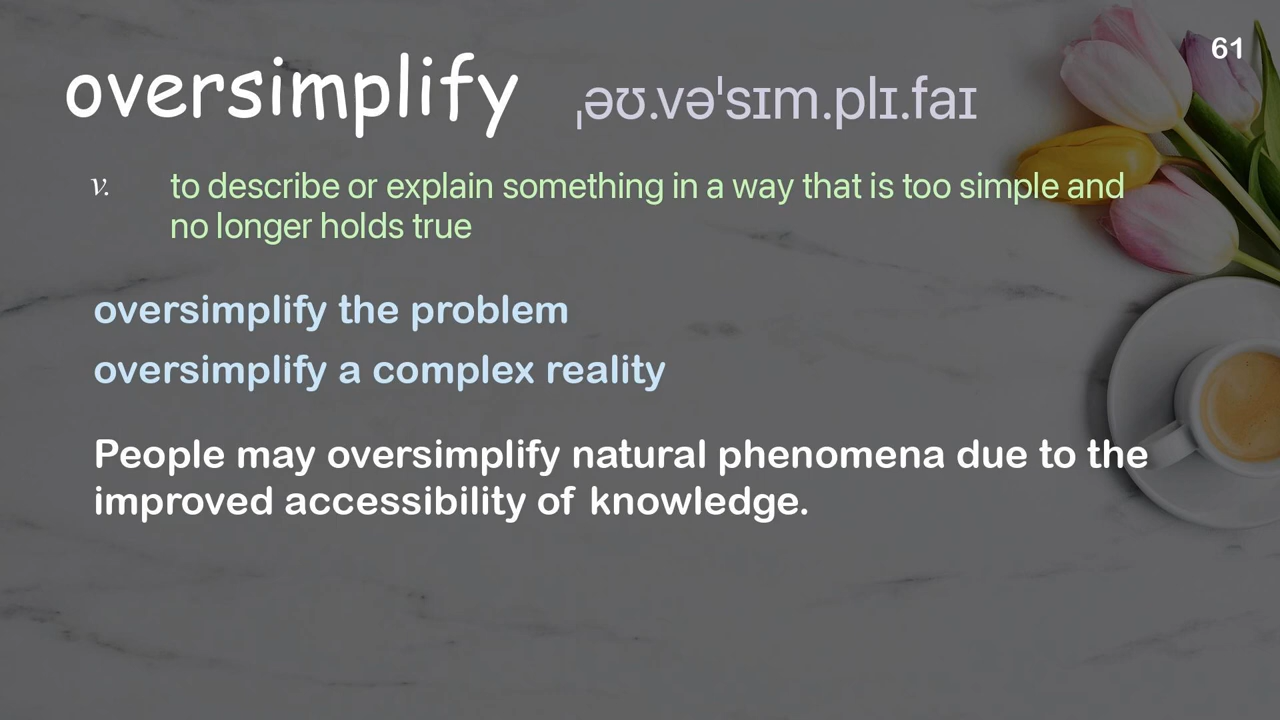 61
oversimplify ˌəʊ.vəˈsɪm.plɪ.faɪ
v. to describe or explain something in a way that is too simple and
no longer holds true
oversimplify the problem
oversimplify a complex reality
People may oversimplify natural phenomena due to the
improved accessibility of knowledge.